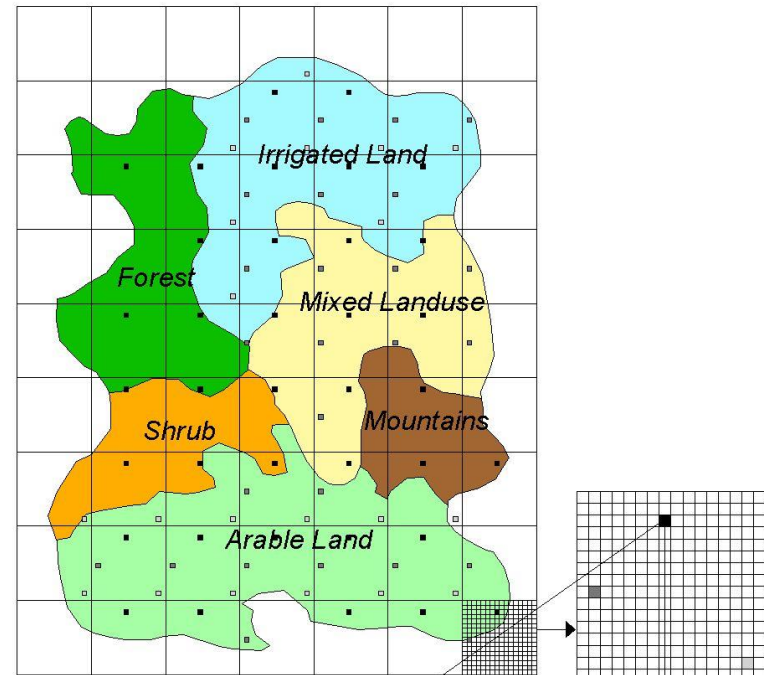 Irrigated Land
Forest
Mixed Landuse
Shrub
Mountains
Arable Land